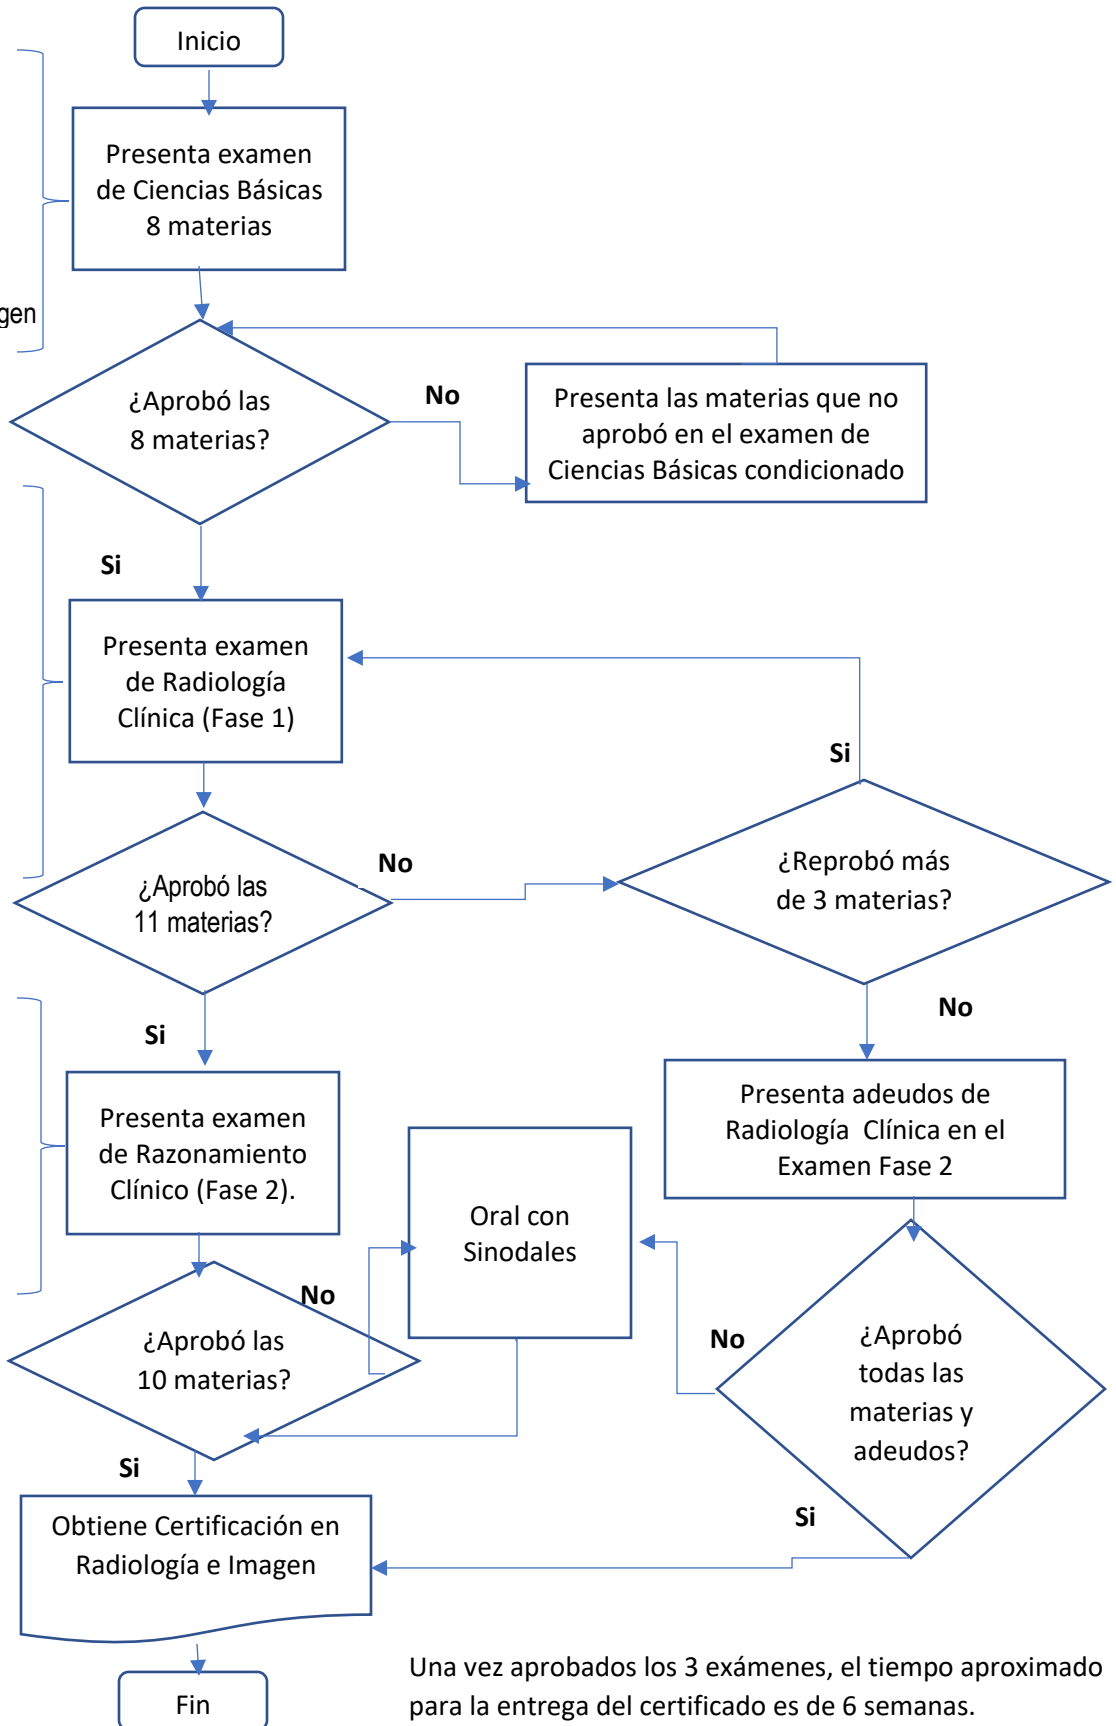 Inicio
Presenta examen
de Ciencias Básicas
8 materias
gen
¿Aprobó las
8 materias?
No
Presenta las materias que no
aprobó en el examen de
Ciencias Básicas condicionado
Si
Presenta examen
de Radiología
Clínica (Fase 1)
Si
¿Aprobó las
11 materias?
No
¿Reprobó más
de 3 materias?
No
Si
Presenta examen
de Razonamiento
Clínico (Fase 2).
Presenta adeudos de
Radiología Clínica en el
Examen Fase 2
Oral con
Sinodales
No
¿Aprobó las
10 materias?
No
¿Aprobó
todas las
materias y
adeudos?
Si
Si
Obtiene Certificación en
Radiología e Imagen
Fin
Una vez aprobados los 3 exámenes, el tiempo aproximado
para la entrega del certificado es de 6 semanas.